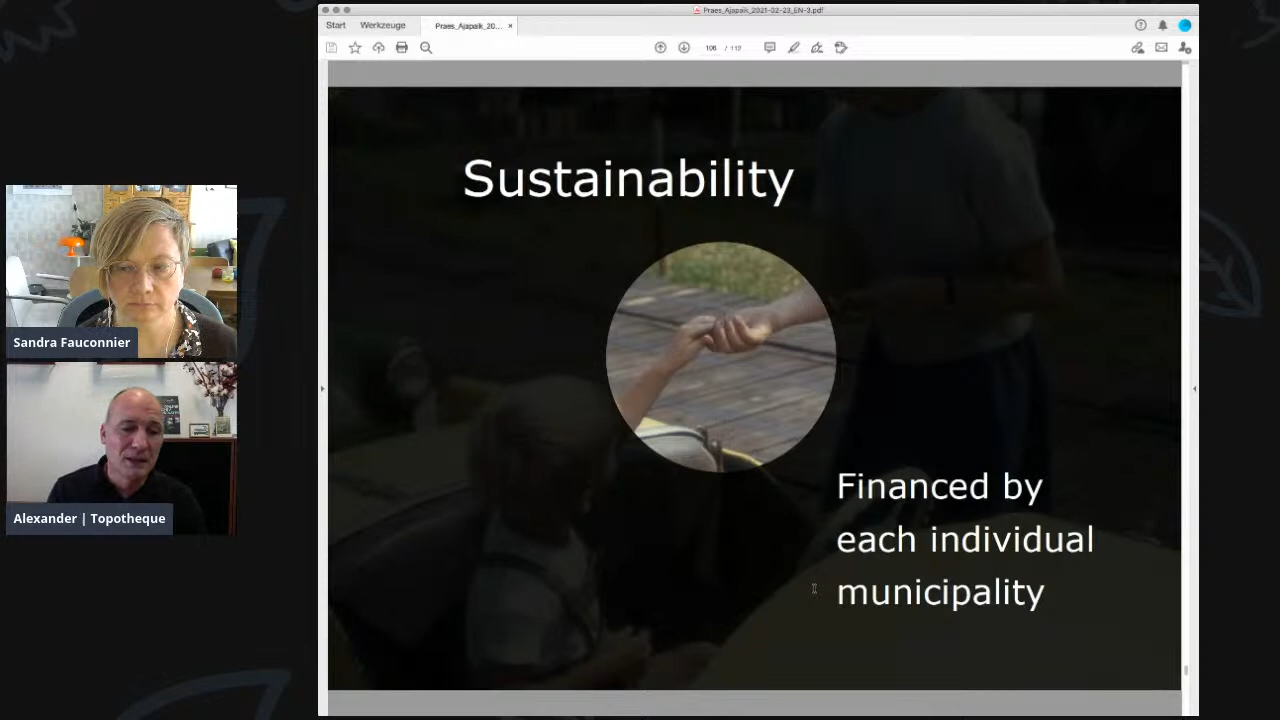 Praes_Ajapaik_2021-02-23_EN-3.pdf
Start Werkzeuge Praes_Ajapaik_20... ×
106 / 112
Sustainability
Financed by
each individual
municipality
Sandra Fauconnier
Alexander | Topotheque